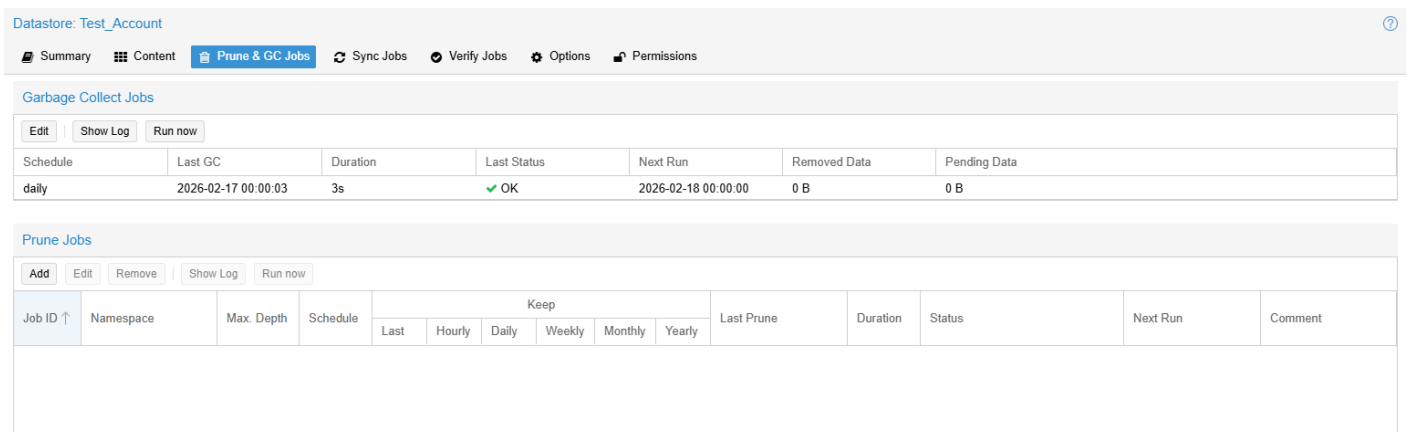 Datastore: Test_Account
Summary Content Prune & GC Jobs Sync Jobs Verify Jobs Options Permissions
Garbage Collect Jobs
Edit Show Log Run now
Schedule Last GC Duration Last Status Next Run Removed Data Pending Data
daily 2026-02-17 00:00:03 3s OK 2026-02-18 00:00:00 0 B 0 B
Prune Jobs
Add Edit Remove Show Log Run now
Job ID ↑ Namespace Max. Depth Schedule Keep Last Prune Duration Status Next Run Comment
Last Hourly Daily Weekly Monthly Yearly